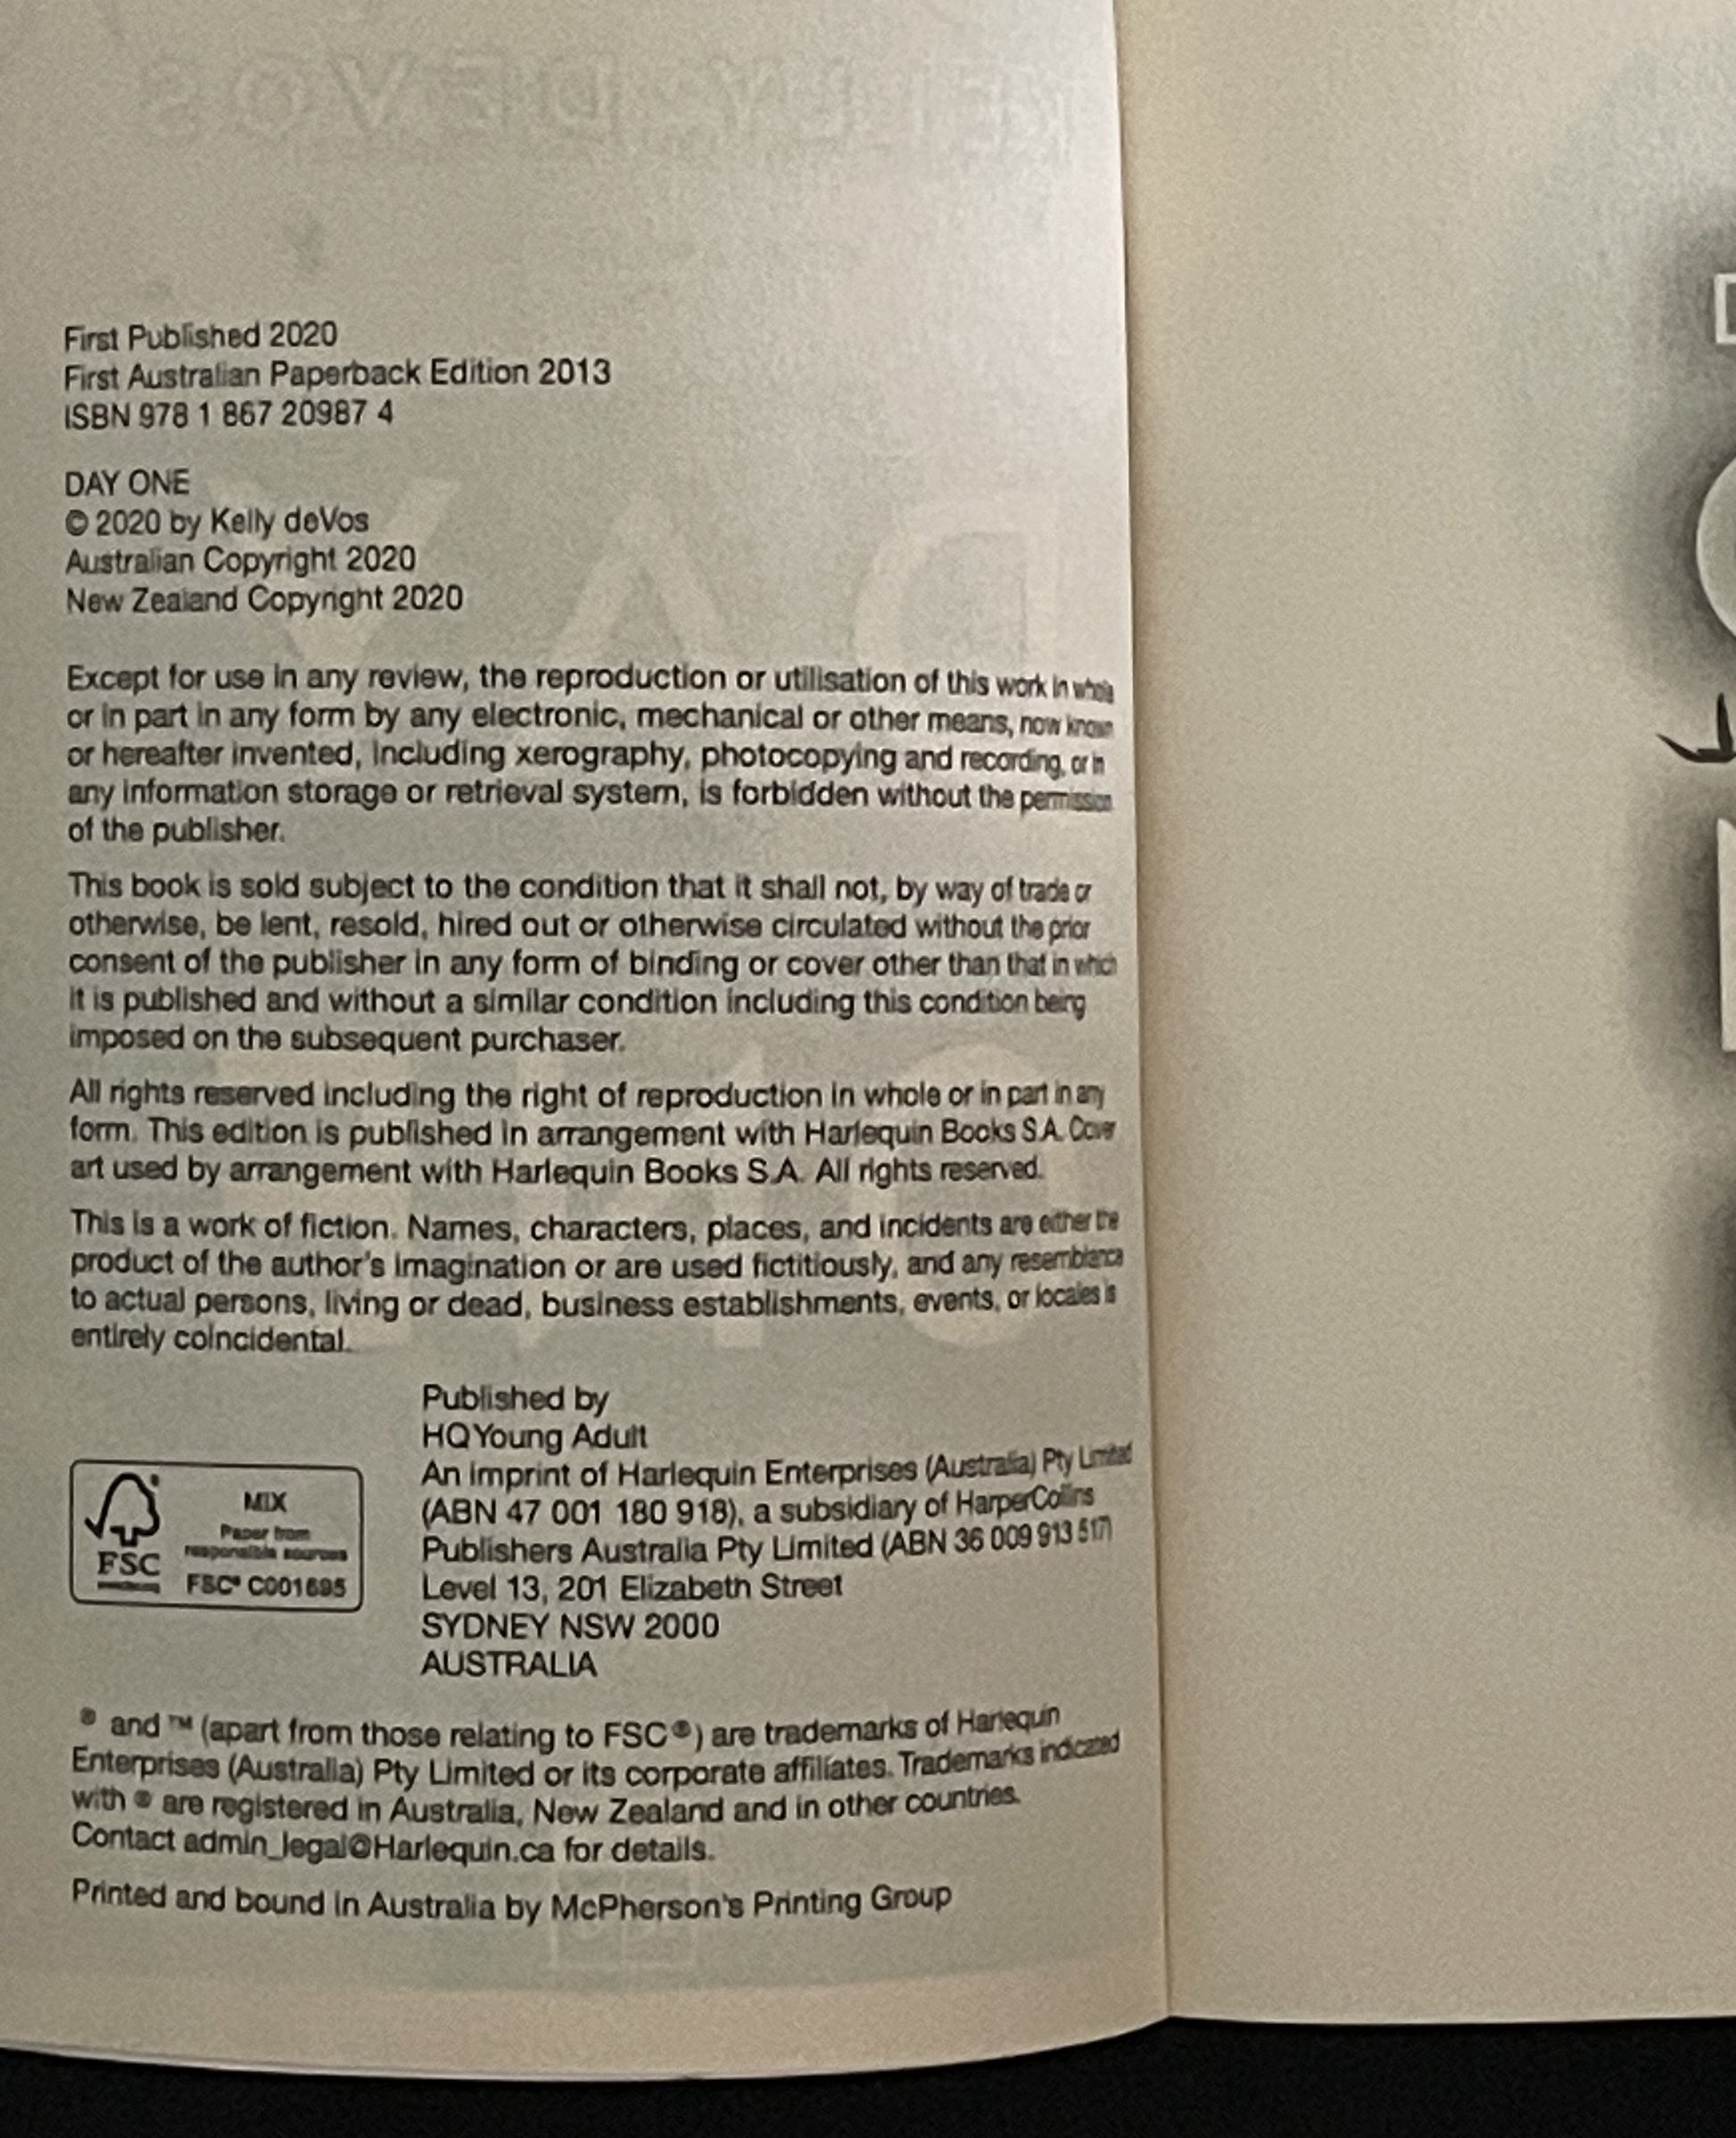 First Published 2020
First Australian Paperback Edition 2013
ISBN 978 1 867 20987 4
DAY ONE
© 2020 by Kelly deVos
Australian Copyright 2020
New Zealand Copyright 2020
Except for use in any review, the reproduction or utilisation of this work in whole
or in part in any form by any electronic, mechanical or other means, now known
or hereafter invented, including xerography, photocopying and recording, or in
any information storage or retrieval system, is forbidden without the permission
of the publisher.
This book is sold subject to the condition that it shall not, by way of trade or
otherwise, be lent, resold, hired out or otherwise circulated without the prior
consent of the publisher in any form of binding or cover other than that in which
it is published and without a similar condition including this condition being
imposed on the subsequent purchaser.
All rights reserved including the right of reproduction in whole or in part in any
form. This edition is published in arrangement with Harlequin Books S.A. Cover
art used by arrangement with Harlequin Books S.A. All rights reserved.
This is a work of fiction. Names, characters, places, and incidents are either the
product of the author's imagination or are used fictitiously, and any resemblance
to actual persons, living or dead, business establishments, events, or locales is
entirely coincidental.
Published by
HQ Young Adult
An imprint of Harlequin Enterprises (Australia) Pty Limited
(ABN 47 001 180 918), a subsidiary of HarperCollins
Publishers Australia Pty Limited (ABN 36 009 913 517)
Level 13, 201 Elizabeth Street
SYDNEY NSW 2000
AUSTRALIA
MIX
Paper from
responsible sources
FSC
FSC® C001695
® and ™ (apart from those relating to FSC®) are trademarks of Harlequin
Enterprises (Australia) Pty Limited or its corporate affiliates. Trademarks indicated
with ® are registered in Australia, New Zealand and in other countries.
Contact admin_legal@Harlequin.ca for details.
Printed and bound in Australia by McPherson's Printing Group